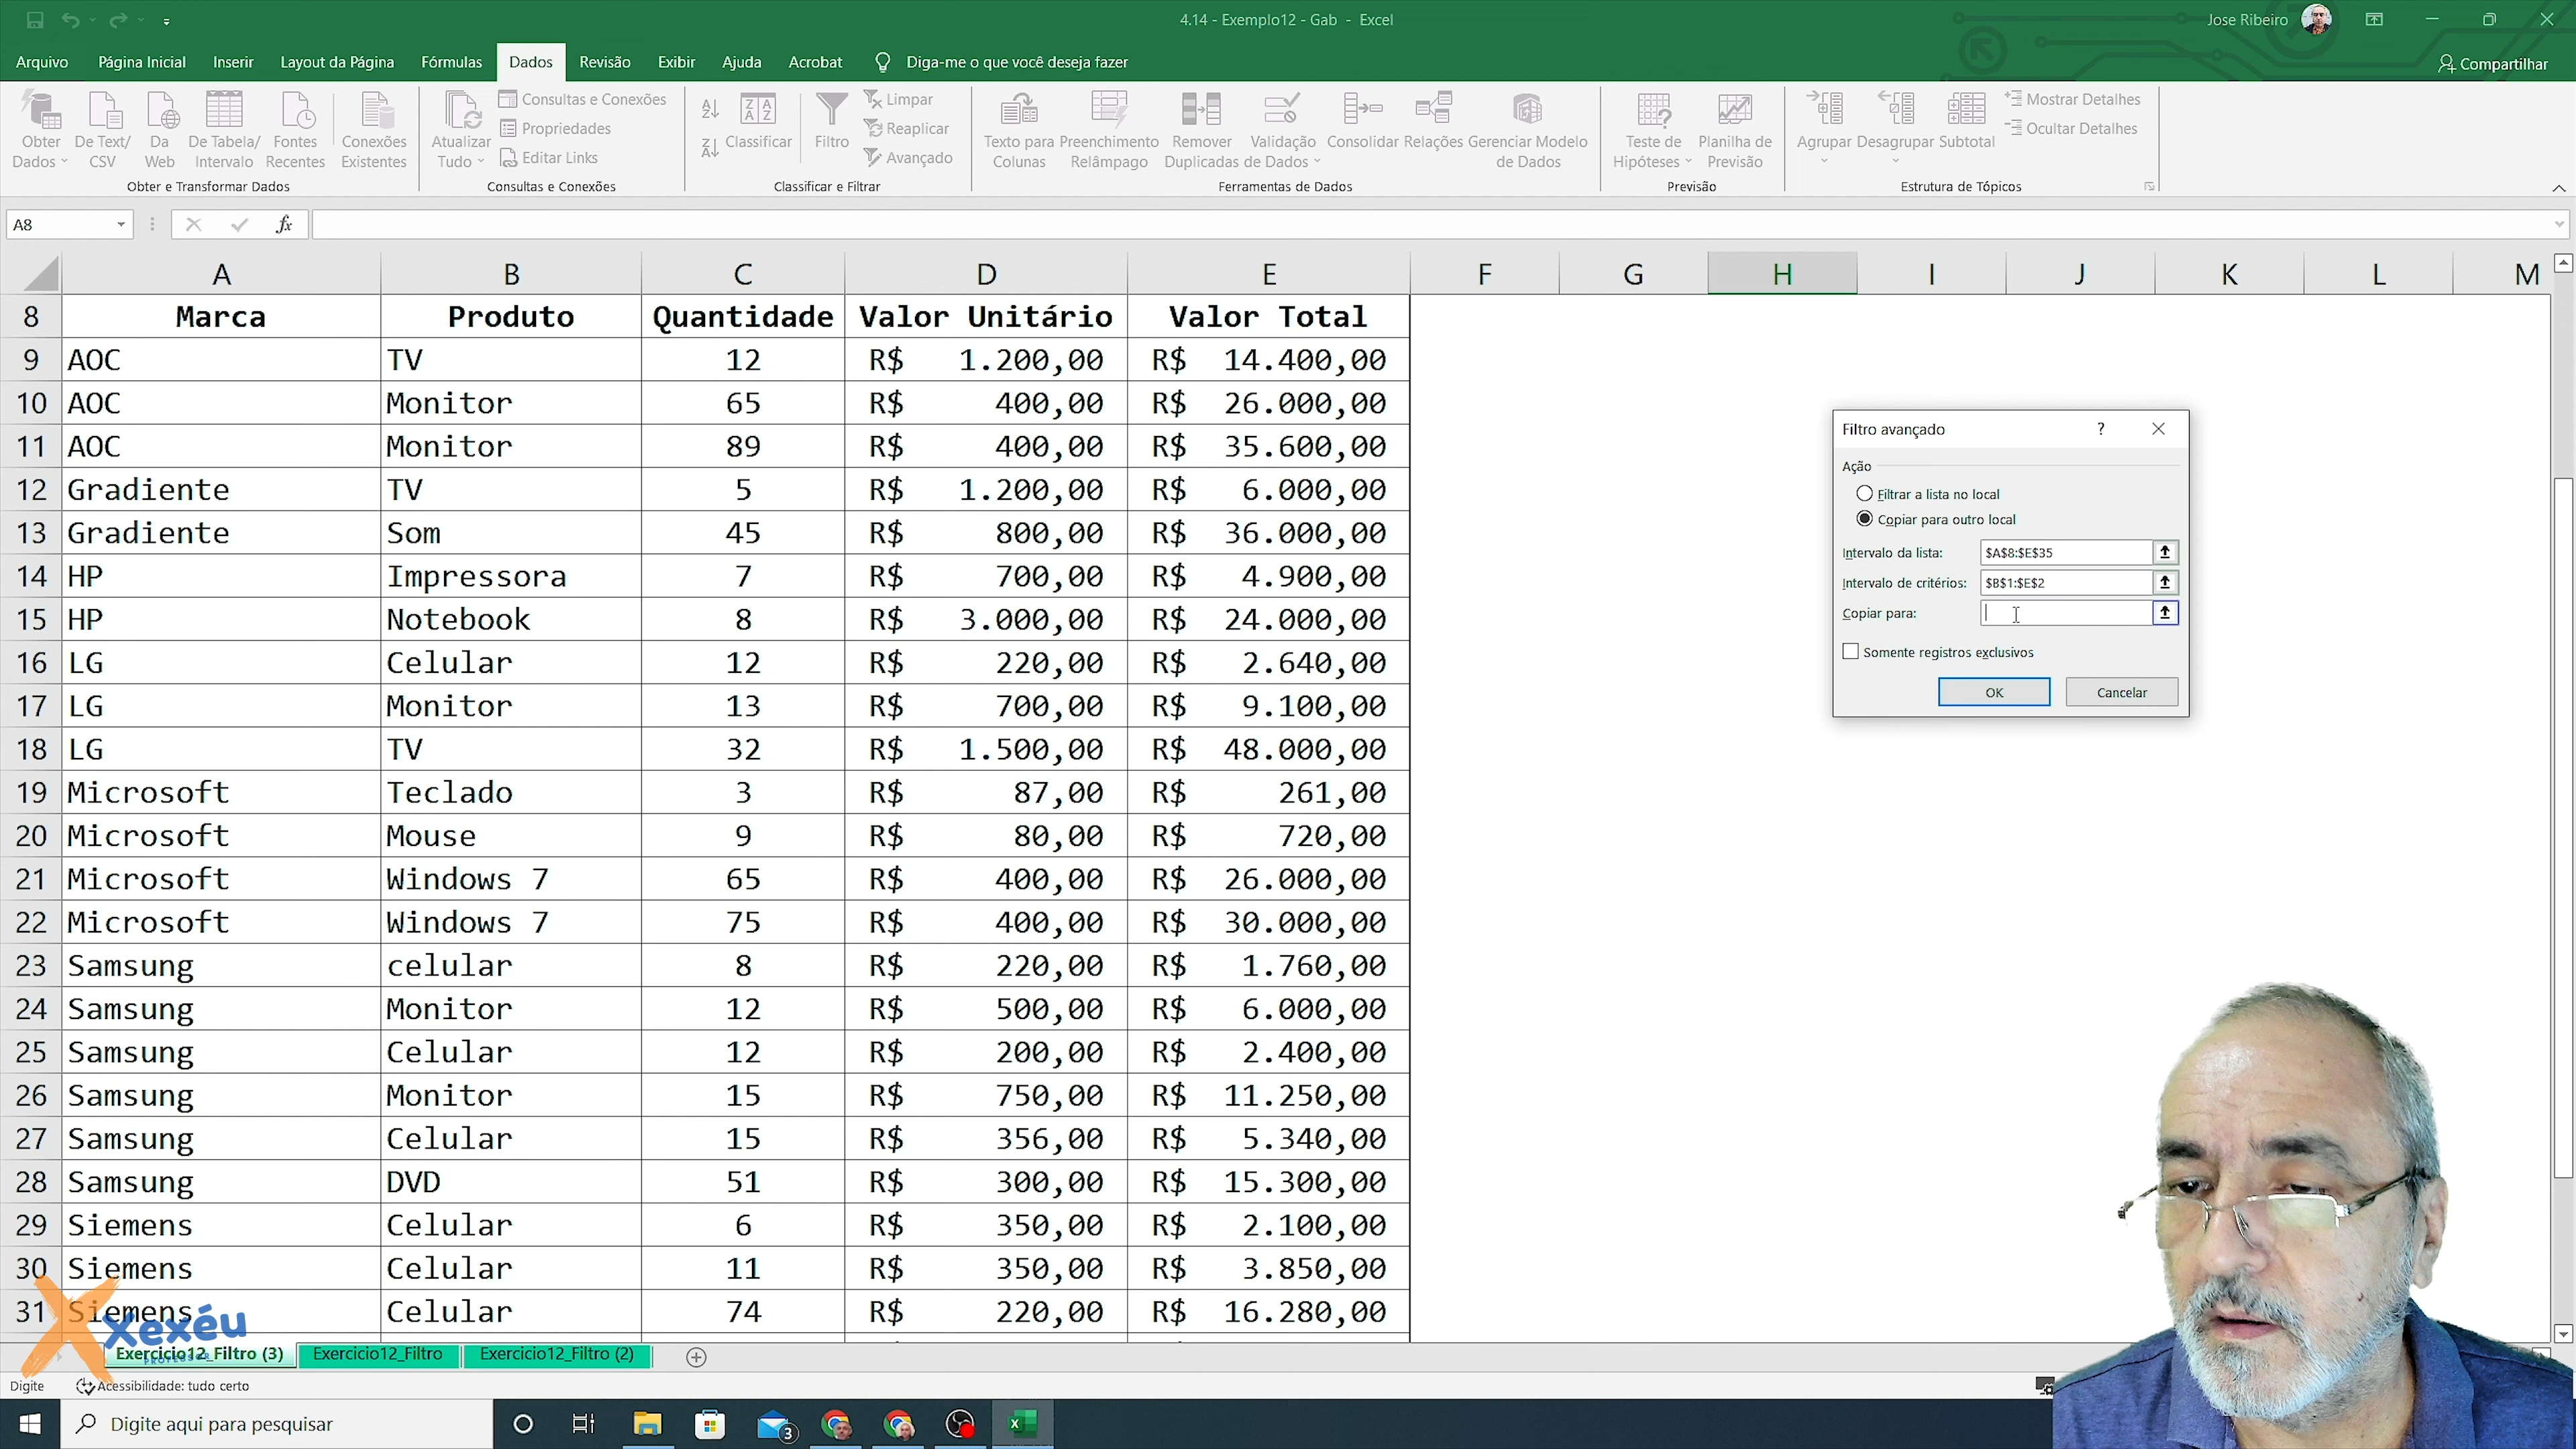 4.14 - Exemplo12 - Gab - Excel
Jose Ribeiro
Arquivo Página Inicial Inserir Layout da Página Fórmulas Dados Revisão Exibir Ajuda Acrobat Diga-me o que você deseja fazer
Compartilhar
Obter Dados
De Text/ CSV
Da Web
De Tabela/ Intervalo
Fontes Recentes
Conexões Existentes
Obter e Transformar Dados
Atualizar Tudo
Consultas e Conexões
Propriedades
Editar Links
Consultas e Conexões
Classificar
Filtro
Limpar
Reaplicar
Avançado
Classificar e Filtrar
Texto para Colunas
Preenchimento Relâmpago
Remover Duplicadas
Validação de Dados
Consolidar
Relações
Gerenciar Modelo de Dados
Ferramentas de Dados
Teste de Hipóteses
Planilha de Previsão
Previsão
Agrupar
Desagrupar
Subtotal
Mostrar Detalhes
Ocultar Detalhes
Estrutura de Tópicos
A8
fx
A B C D E F G H I J K L M
8 Marca Produto Quantidade Valor Unitário Valor Total
9 AOC TV 12 R$ 1.200,00 R$ 14.400,00
10 AOC Monitor 65 R$ 400,00 R$ 26.000,00
11 AOC Monitor 89 R$ 400,00 R$ 35.600,00
12 Gradiente TV 5 R$ 1.200,00 R$ 6.000,00
13 Gradiente Som 45 R$ 800,00 R$ 36.000,00
14 HP Impressora 7 R$ 700,00 R$ 4.900,00
15 HP Notebook 8 R$ 3.000,00 R$ 24.000,00
16 LG Celular 12 R$ 220,00 R$ 2.640,00
17 LG Monitor 13 R$ 700,00 R$ 9.100,00
18 LG TV 32 R$ 1.500,00 R$ 48.000,00
19 Microsoft Teclado 3 R$ 87,00 R$ 261,00
20 Microsoft Mouse 9 R$ 80,00 R$ 720,00
21 Microsoft Windows 7 65 R$ 400,00 R$ 26.000,00
22 Microsoft Windows 7 75 R$ 400,00 R$ 30.000,00
23 Samsung celular 8 R$ 220,00 R$ 1.760,00
24 Samsung Monitor 12 R$ 500,00 R$ 6.000,00
25 Samsung Celular 12 R$ 200,00 R$ 2.400,00
26 Samsung Monitor 15 R$ 750,00 R$ 11.250,00
27 Samsung Celular 15 R$ 356,00 R$ 5.340,00
28 Samsung DVD 51 R$ 300,00 R$ 15.300,00
29 Siemens Celular 6 R$ 350,00 R$ 2.100,00
30 Siemens Celular 11 R$ 350,00 R$ 3.850,00
31 Siemens Celular 74 R$ 220,00 R$ 16.280,00
Filtro avançado ?
Ação
Filtrar a lista no local
Copiar para outro local
Intervalo da lista: $A$8:$E$35
Intervalo de critérios: $B$1:$E$2
Copiar para:
Somente registros exclusivos
OK Cancelar
Xexéu
PROFESSOR
Exercicio12_Filtro (3) Exercicio12_Filtro Exercicio12_Filtro (2)
Digite Acessibilidade: tudo certo
Digite aqui para pesquisar
3